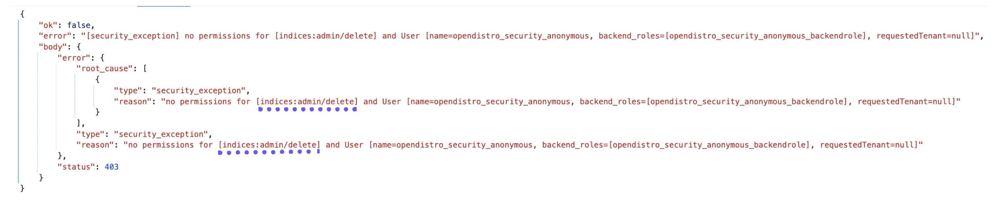 {
"ok": false,
"error": "[security_exception] no permissions for [indices:admin/delete] and User [name=opendistro_security_anonymous, backend_roles=[opendistro_security_anonymous_backendrole], requestedTenant=null]",
"body": {
"error": {
"root_cause": [
{
"type": "security_exception",
"reason": "no permissions for [indices:admin/delete] and User [name=opendistro_security_anonymous, backend_roles=[opendistro_security_anonymous_backendrole], requestedTenant=null]"
}
],
"type": "security_exception",
"reason": "no permissions for [indices:admin/delete] and User [name=opendistro_security_anonymous, backend_roles=[opendistro_security_anonymous_backendrole], requestedTenant=null]"
},
"status": 403
}
}